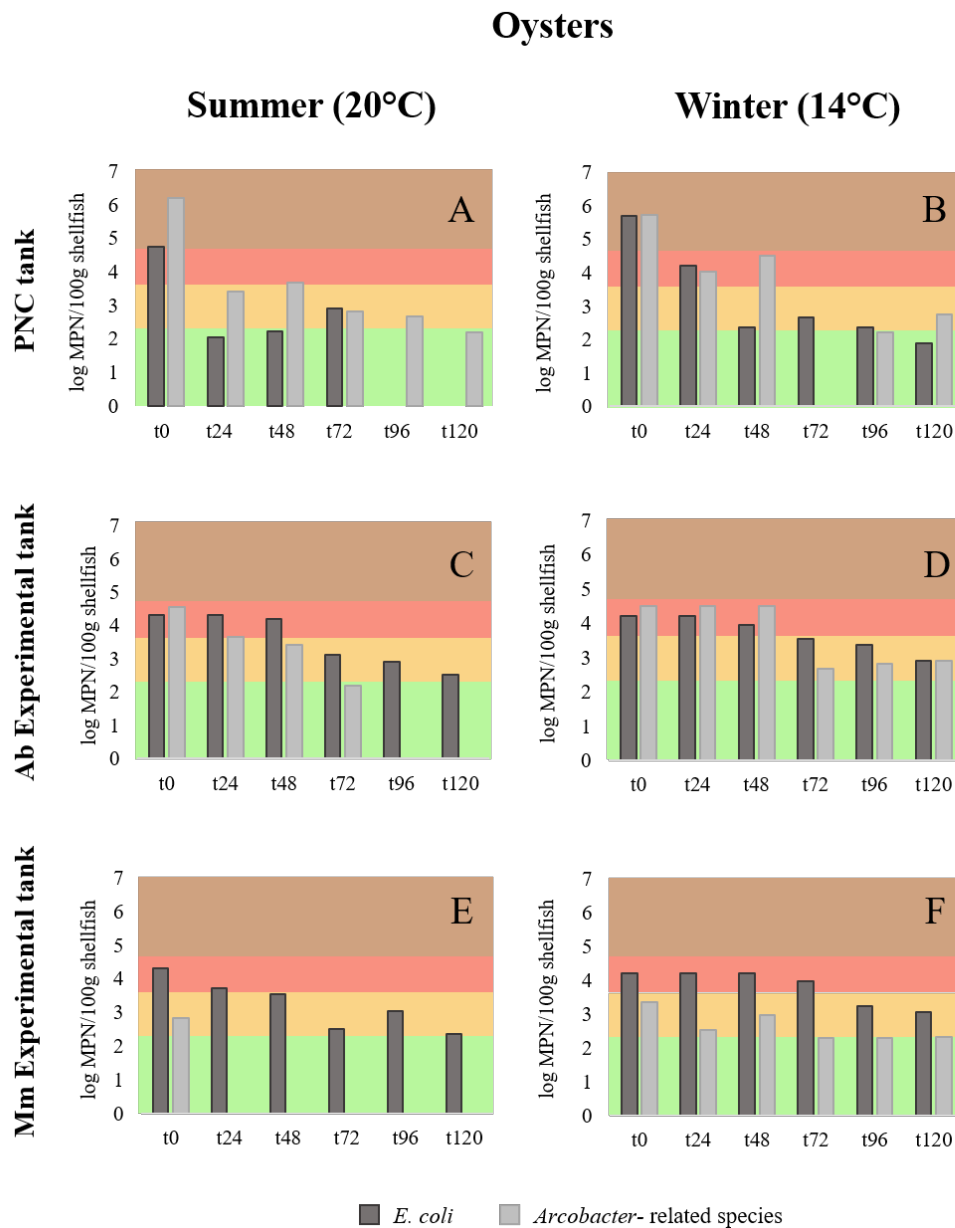 Oysters
Summer (20°C)
Winter (14°C)
PNC tank
log MPN/100g shellfish
7
6
5
4
3
2
1
0
A
t0 t24 t48 t72 t96 t120
log MPN/100g shellfish
7
6
5
4
3
2
1
0
B
t0 t24 t48 t72 t96 t120
Ab Experimental tank
log MPN/100g shellfish
7
6
5
4
3
2
1
0
C
t0 t24 t48 t72 t96 t120
log MPN/100g shellfish
7
6
5
4
3
2
1
0
D
t0 t24 t48 t72 t96 t120
Mm Experimental tank
log MPN/100g shellfish
7
6
5
4
3
2
1
0
E
t0 t24 t48 t72 t96 t120
log MPN/100g shellfish
7
6
5
4
3
2
1
0
F
t0 t24 t48 t72 t96 t120
E. coli Arcobacter- related species